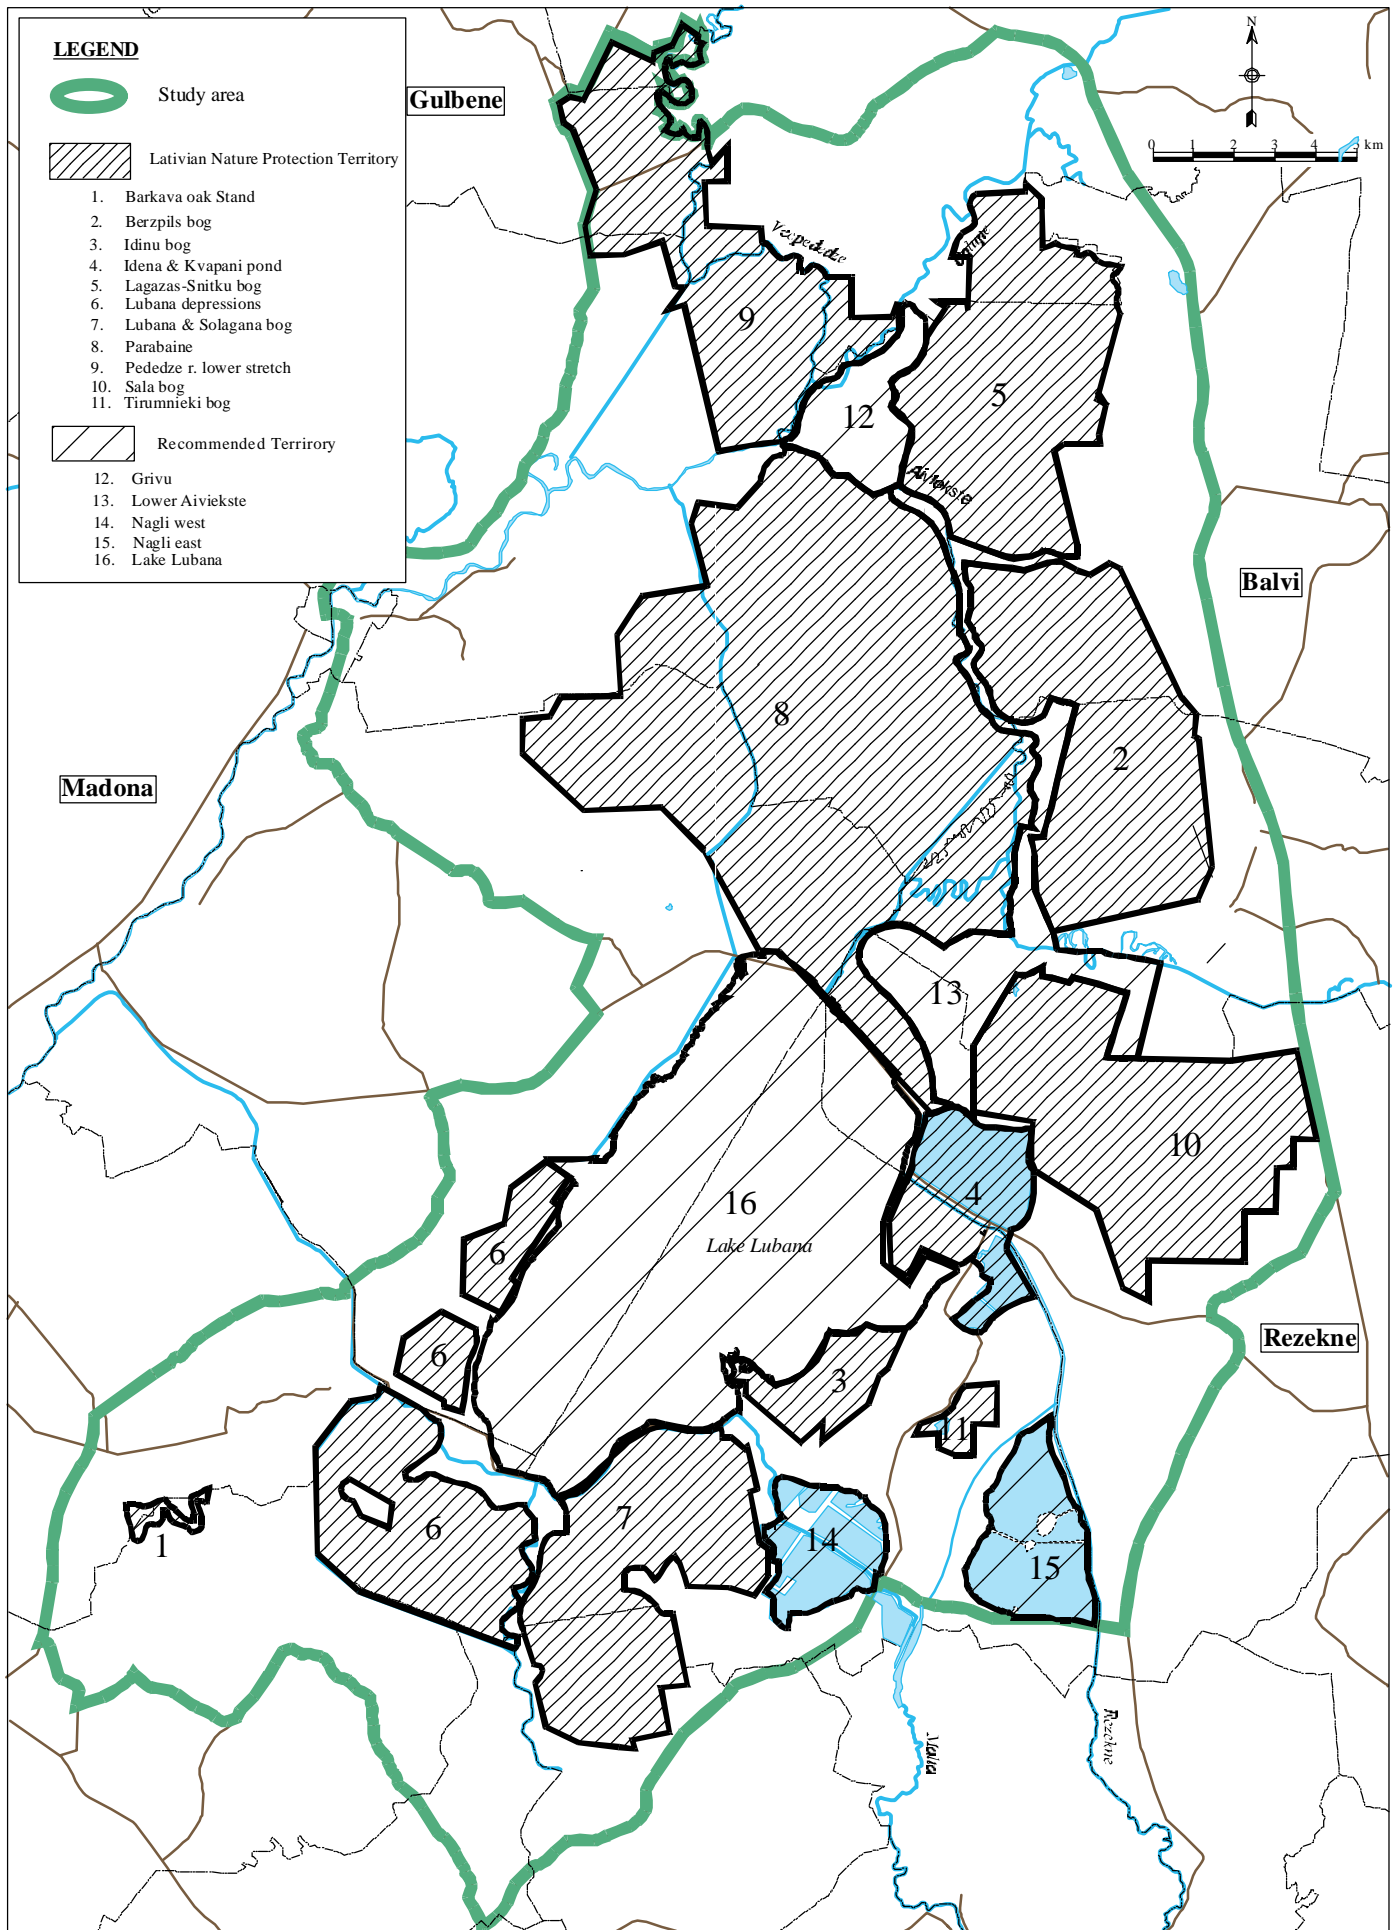 LEGEND
Study area
Lativian Nature Protection Territory
1. Barkava oak Stand
2. Berzpils bog
3. Idinu bog
4. Idena & Kvapani pond
5. Lagazas-Snitku bog
6. Lubana depressions
7. Lubana & Solagana bog
8. Parabaine
9. Pededze r. lower stretch
10. Sala bog
11. Tirumnieki bog
Recommended Terrirory
12. Grivu
13. Lower Aiviekste
14. Nagli west
15. Nagli east
16. Lake Lubana
Gulbene
N
0 1 2 3 4 5 km
9
5
12
Aiviekste
Balvi
8
2
Madona
13
10
4
16
Lake Lubana
6
Rezekne
6
3
11
7
6
14
1
15
Rezekne